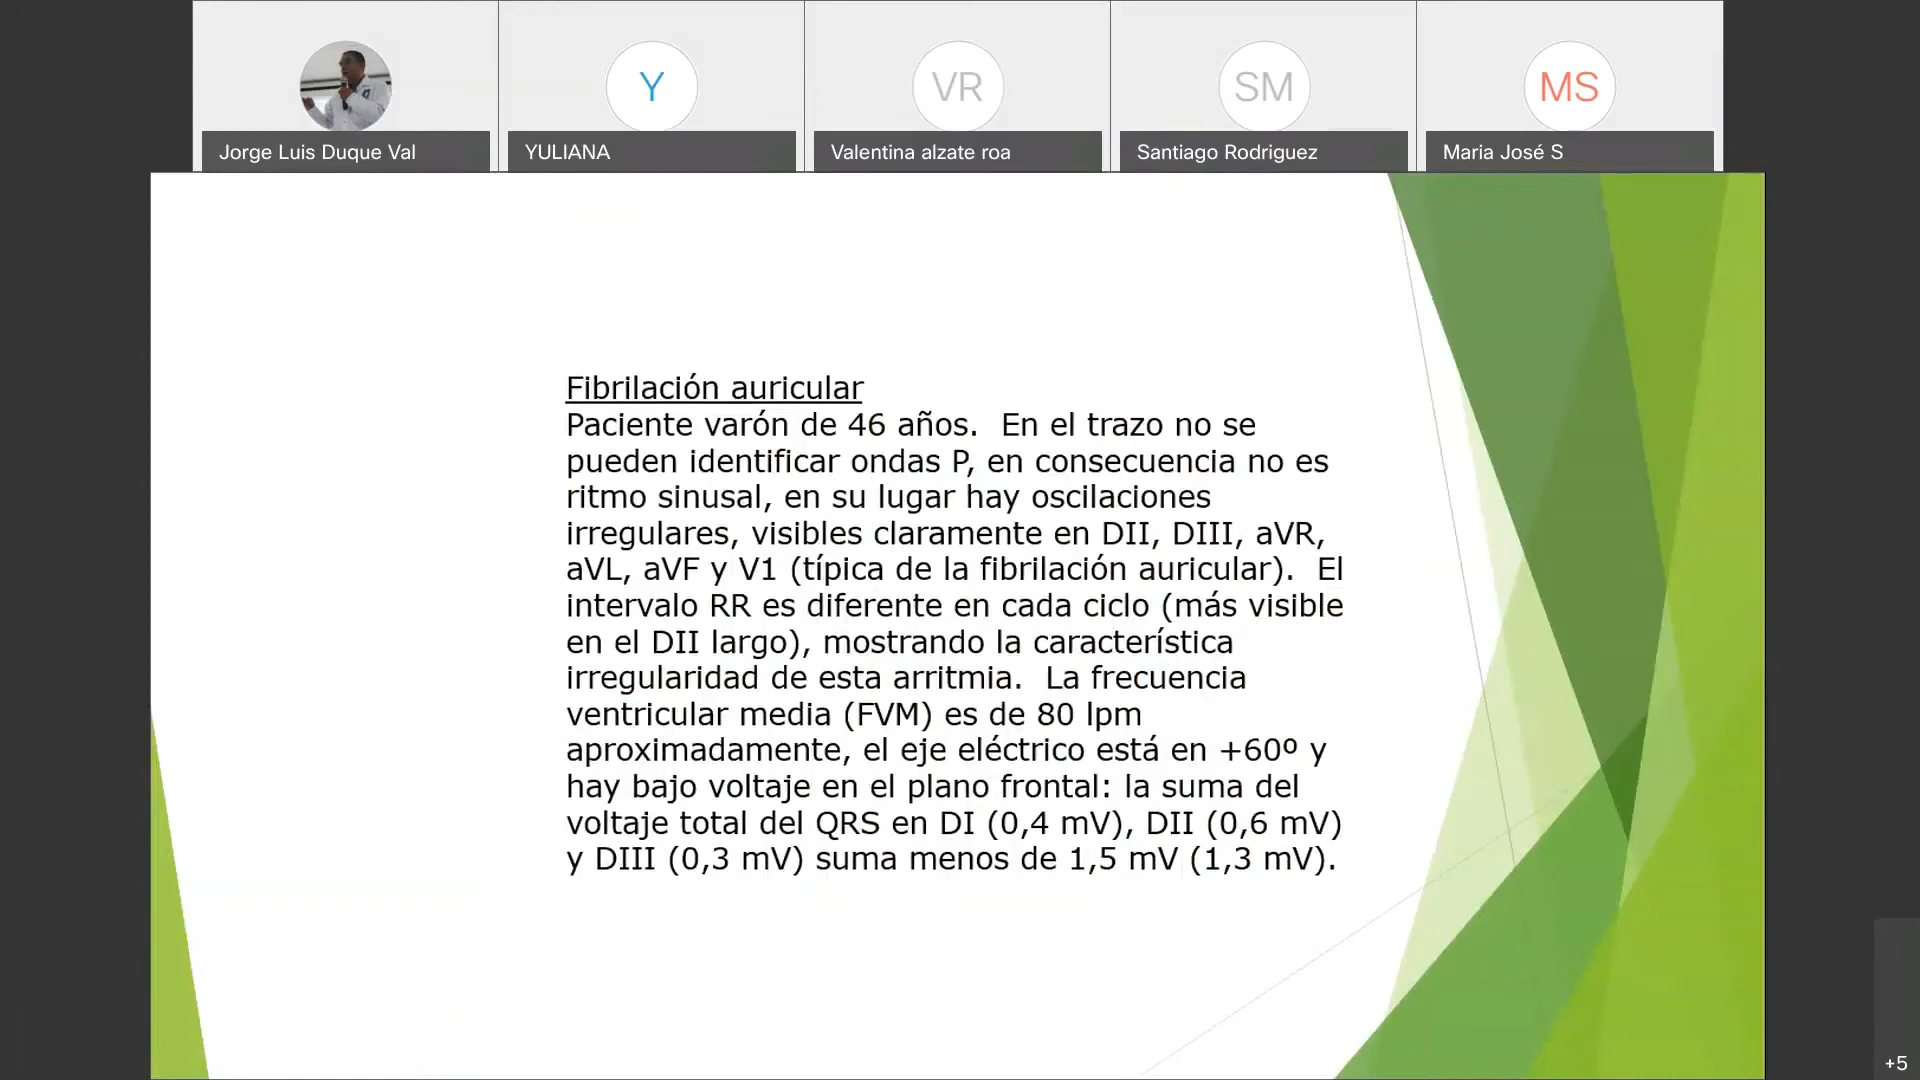 Y
VR
SM
MS
Jorge Luis Duque Val
YULIANA
Valentina alzate roa
Santiago Rodriguez
Maria José S
Fibrilación auricular
Paciente varón de 46 años.  En el trazo no se
pueden identificar ondas P, en consecuencia no es
ritmo sinusal, en su lugar hay oscilaciones
irregulares, visibles claramente en DII, DIII, aVR,
aVL, aVF y V1 (típica de la fibrilación auricular).  El
intervalo RR es diferente en cada ciclo (más visible
en el DII largo), mostrando la característica
irregularidad de esta arritmia.  La frecuencia
ventricular media (FVM) es de 80 lpm
aproximadamente, el eje eléctrico está en +60º y
hay bajo voltaje en el plano frontal: la suma del
voltaje total del QRS en DI (0,4 mV), DII (0,6 mV)
y DIII (0,3 mV) suma menos de 1,5 mV (1,3 mV).
+5